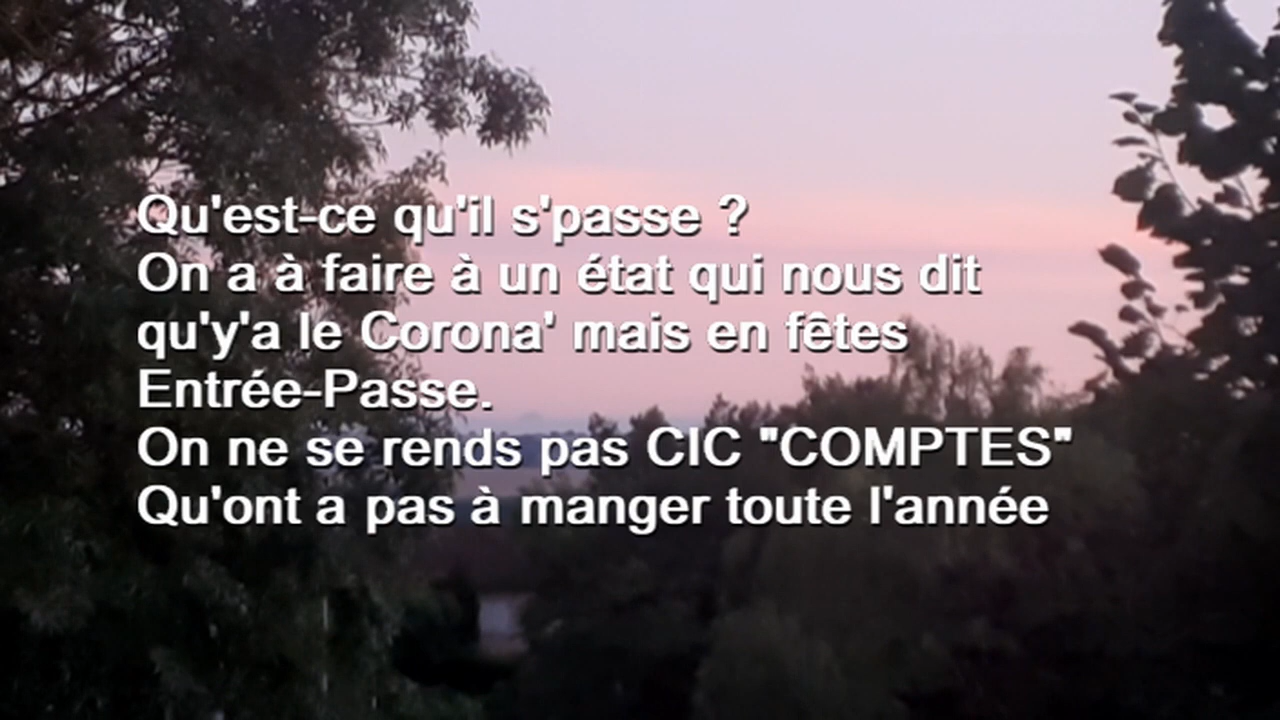 Qu'est-ce qu'il s'passe ?
On a à faire à un état qui nous dit
qu'y'a le Corona' mais en fêtes
Entrée-Passe.
On ne se rends pas CIC "COMPTES"
Qu'ont a pas à manger toute l'année